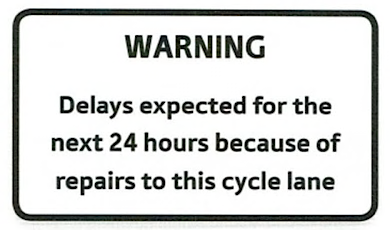 WARNING
Delays expected for the
next 24 hours because of
repairs to this cycle lane